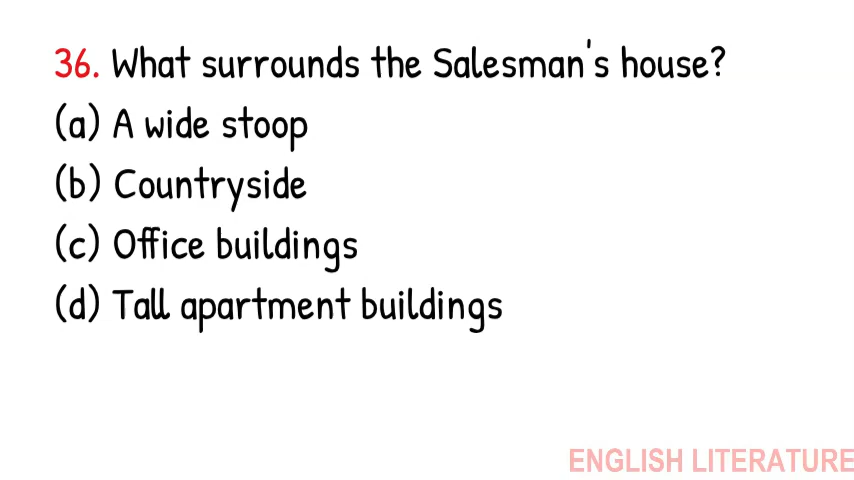 36. What surrounds the Salesman's house?
(a) A wide stoop
(b) Countryside
(c) Office buildings
(d) Tall apartment buildings
ENGLISH LITERATURE